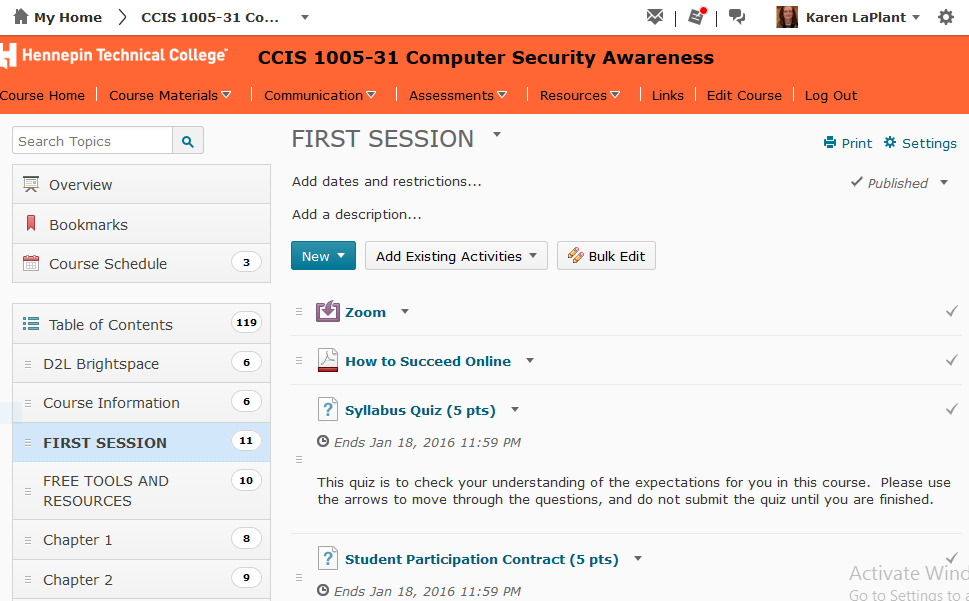 My Home
CCIS 1005-31 Co...
Karen LaPlant
Hennepin Technical College
CCIS 1005-31 Computer Security Awareness
Course Home
Course Materials
Communication
Assessments
Resources
Links
Edit Course
Log Out
Search Topics
Overview
Bookmarks
Course Schedule 3
Table of Contents 119
D2L Brightspace 6
Course Information 6
FIRST SESSION 11
FREE TOOLS AND 10
RESOURCES
Chapter 1 8
Chapter 2 9
FIRST SESSION
Print
Settings
Add dates and restrictions...
Published
Add a description...
New
Add Existing Activities
Bulk Edit
Zoom
How to Succeed Online
Syllabus Quiz (5 pts)
Ends Jan 18, 2016 11:59 PM
This quiz is to check your understanding of the expectations for you in this course. Please use
the arrows to move through the questions, and do not submit the quiz until you are finished.
Student Participation Contract (5 pts)
Ends Jan 18, 2016 11:59 PM
Activate Wind
Go to Settings to a